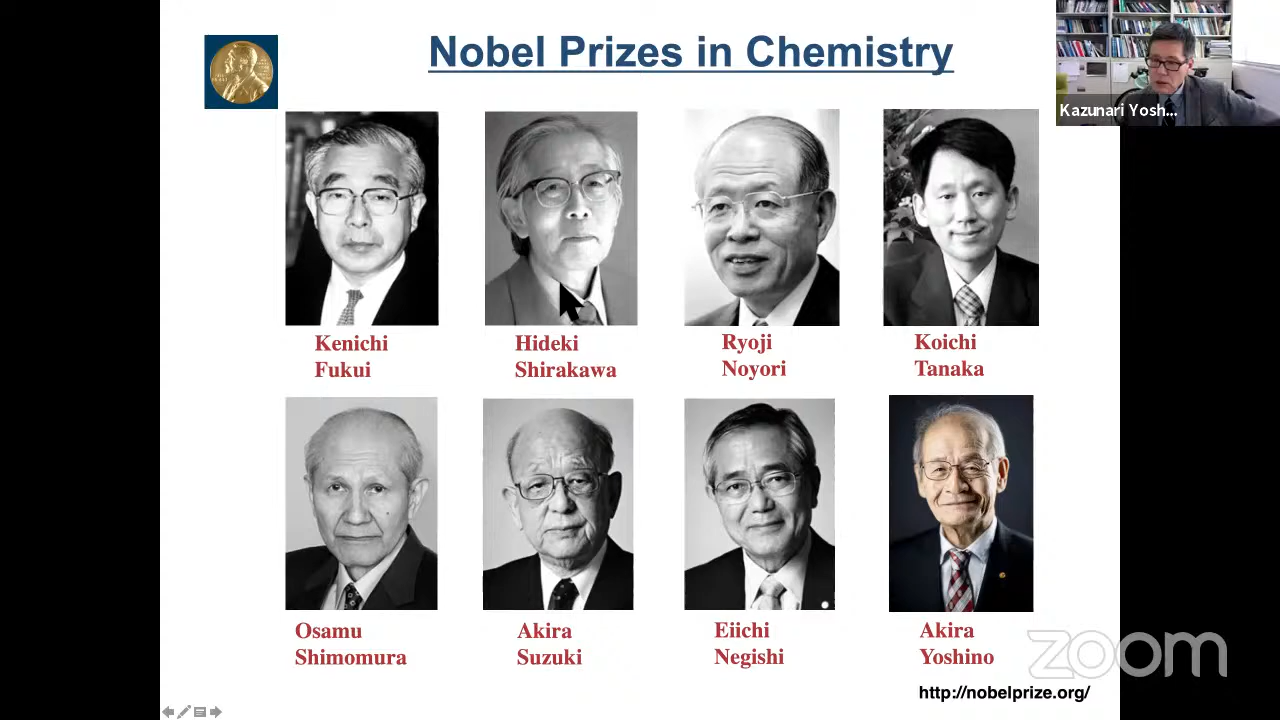 Nobel Prizes in Chemistry
Kazunari Yosh...
Kenichi
Fukui
Hideki
Shirakawa
Ryoji
Noyori
Koichi
Tanaka
Osamu
Shimomura
Akira
Suzuki
Eiichi
Negishi
Akira
Yoshino
zoom
http://nobelprize.org/